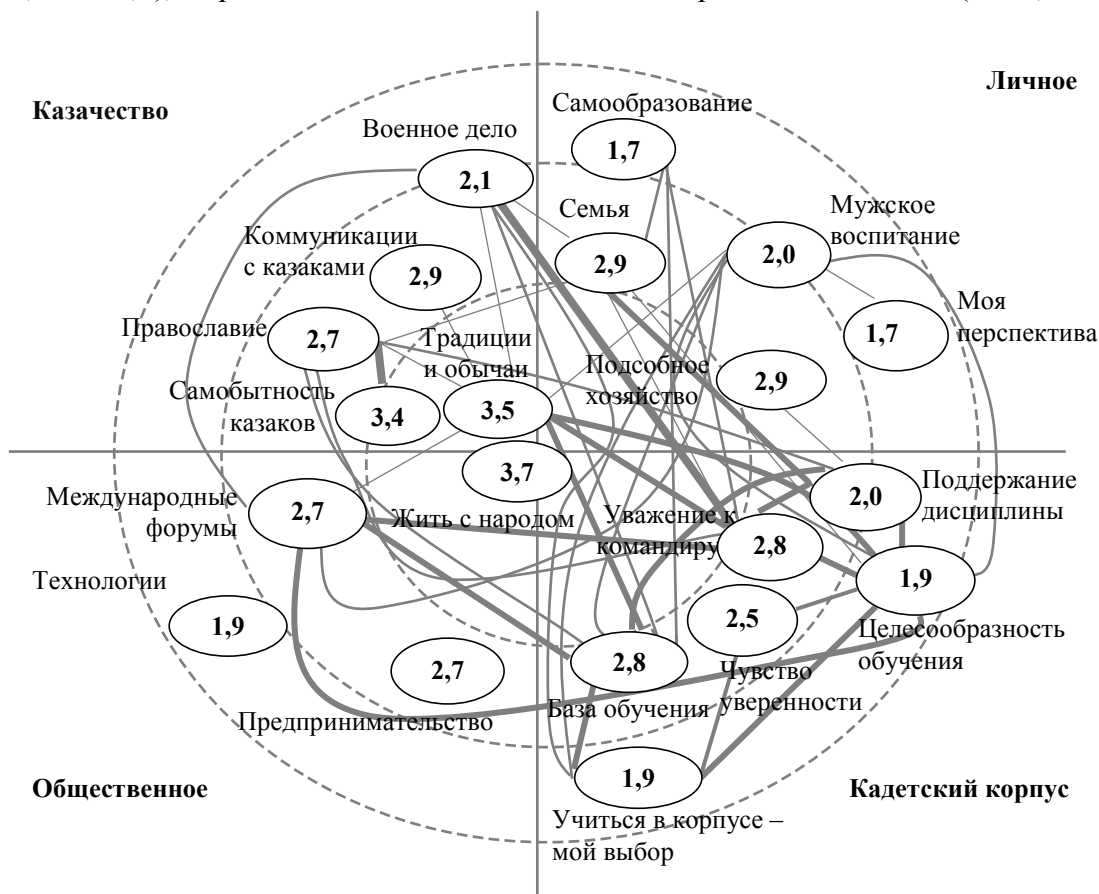 Казачество
Личное
Военное дело
2,1
Самообразование
1,7
Коммуникации
с казаками
2,9
Семья
2,9
Мужское
воспитание
2,0
Моя
перспектива
1,7
Православие
2,7
Традиции
и обычаи
3,5
Подсобное
хозяйство
2,9
Самобытность
казаков
3,4
3,7
Жить с народом
Международные
форумы
2,7
Уважение к
командиру
2,8
Поддержание
дисциплины
2,0
Технологии
1,9
1,9
Целесообразность
обучения
2,5
Чувство
уверенности
2,7
Предпринимательство
2,8
База обучения
Общественное
Кадетский корпус
1,9
Учиться в корпусе –
мой выбор